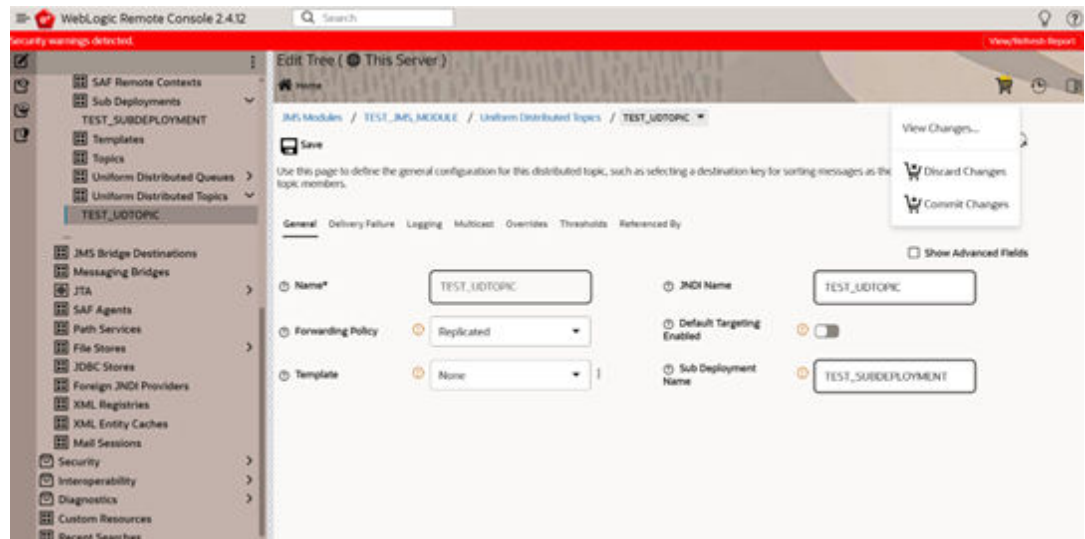 WebLogic Remote Console 2.4.12
Search
Security warnings detected.
View/Refresh Report
Edit Tree ( This Server )
Home
SAF Remote Contexts
Sub Deployments
TEST_SUBDEPLOYMENT
Templates
Topics
Uniform Distributed Queues
Uniform Distributed Topics
TEST_UDTOPIC
JMS Bridge Destinations
Messaging Bridges
JTA
SAF Agents
Path Services
File Stores
JDBC Stores
Foreign JNDI Providers
XML Registries
XML Entity Caches
Mail Sessions
Security
Interoperability
Diagnostics
Custom Resources
Recent Searches
JMS Modules / TEST_JMS_MODULE / Uniform Distributed Topics / TEST_UDTOPIC
View Changes...
Discard Changes
Commit Changes
Save
Use this page to define the general configuration for this distributed topic, such as selecting a destination key for sorting messages as the
topic members.
General Delivery Failure Logging Multicast Overrides Thresholds Referenced By
Show Advanced Fields
Name* TEST_UDTOPIC
JNDI Name TEST_UDTOPIC
Forwarding Policy Replicated
Default Targeting
Enabled
Template None
Sub Deployment
Name TEST_SUBDEPLOYMENT